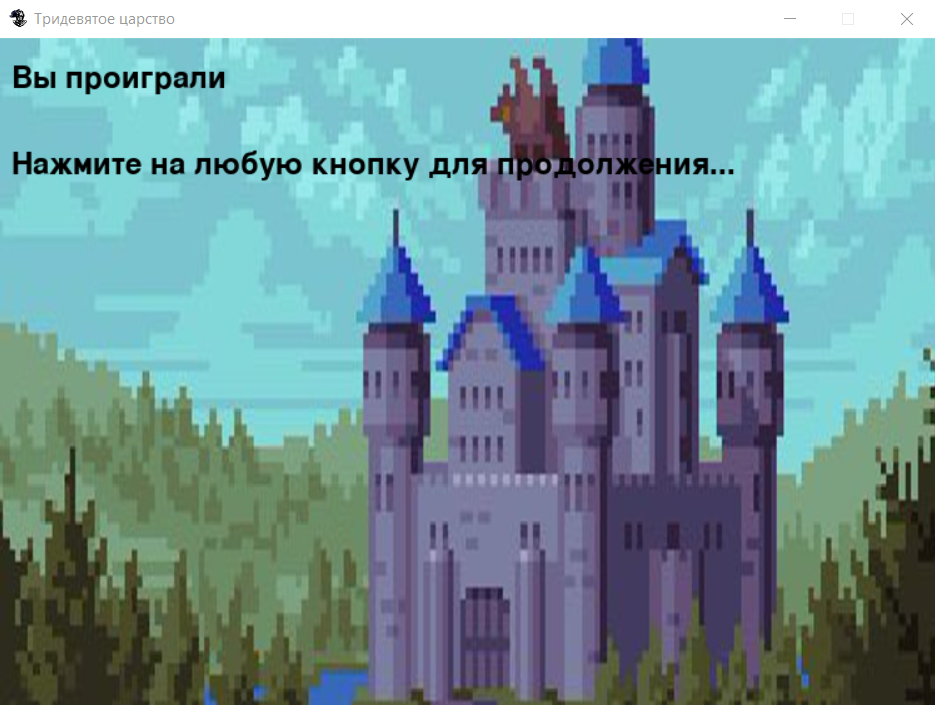 Тридевятое царство
Вы проиграли
Нажмите на любую кнопку для продолжения...